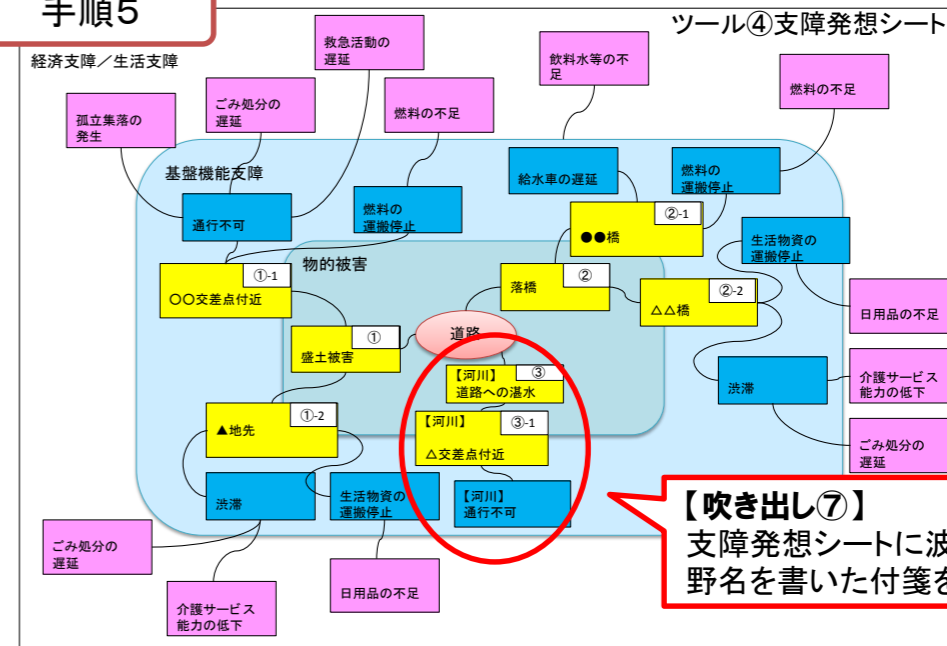 手順5
ツール④支障発想シート
経済支障／生活支障
救急活動の
遅延
飲料水等の不
足
燃料の不足
孤立集落の
発生
ごみ処分の
遅延
燃料の不足
基盤機能支障
通行不可
燃料の
運搬停止
給水車の遅延
燃料の
運搬停止
②-1
●●橋
生活物資の
運搬停止
物的被害
①-1
〇〇交差点付近
②
落橋
②-2
△△橋
日用品の不足
道路
①
盛土被害
【河川】
③
道路への湛水
渋滞
介護サービス
能力の低下
①-2
▲地先
【河川】
③-1
△交差点付近
ごみ処分の
遅延
渋滞
生活物資の
運搬停止
【河川】
通行不可
【吹き出し⑦】
支障発想シートに波
野名を書いた付箋を
ごみ処分の
遅延
介護サービス
能力の低下
日用品の不足